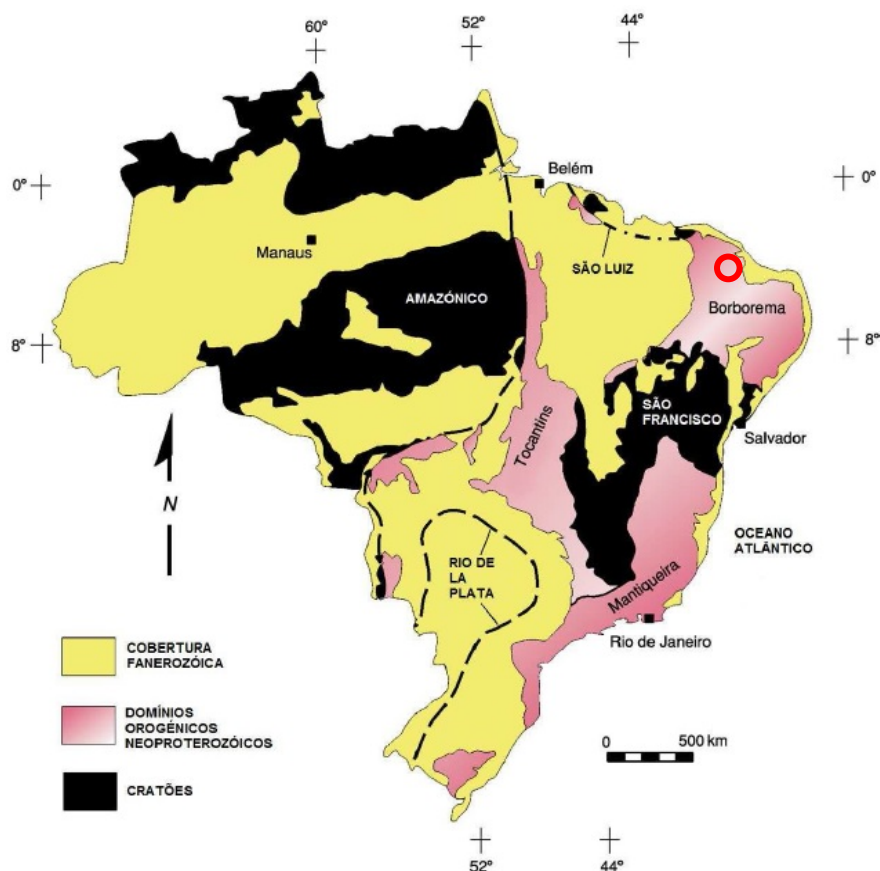 60°
52°
44°
0°
0°
Belém
Manaus
SÃO LUIZ
AMAZÓNICO
Borborema
8°
8°
SÃO
FRANCISCO
Salvador
Tocantins
N
OCEANO
ATLÂNTICO
RIO DE
LA
PLATA
Mantiqueira
Rio de Janeiro
COBERTURA
FANEROZÓICA
DOMÍNIOS
OROGÉNICOS
NEOPROTEROZÓICOS
0 500 km
CRATÕES
52°
44°